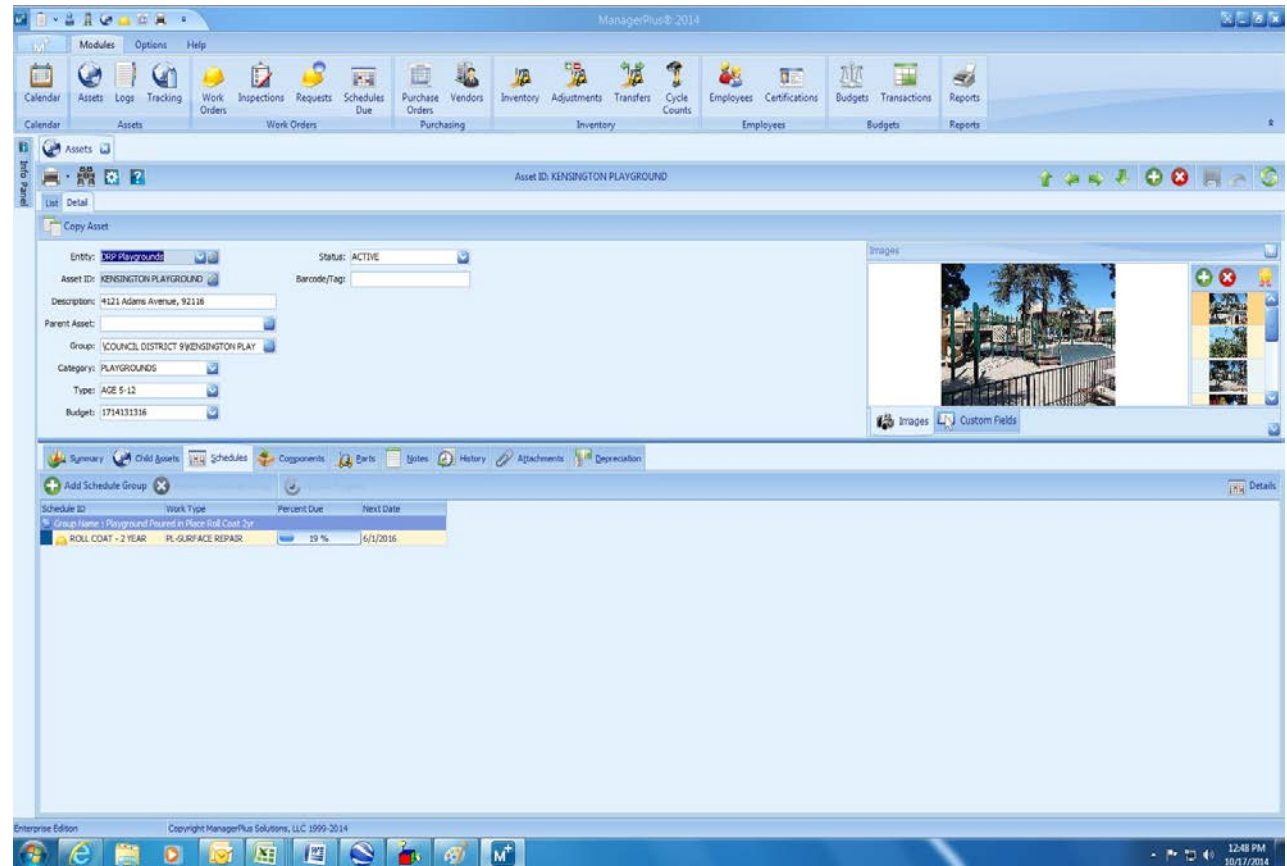 ManagerPlus® 2014
Modules Options Help
Calendar Assets Logs Tracking Work Orders Inspections Requests Schedules Due Purchase Orders Vendors Inventory Adjustments Transfers Cycle Counts Employees Certifications Budgets Transactions Reports
Calendar Assets Work Orders Purchasing Inventory Employees Budgets Reports
Info Panel
Assets
Asset ID: KENSINGTON PLAYGROUND
List Detail
Copy Asset
Entity: DRP Playgrounds Status: ACTIVE
Asset ID: KENSINGTON PLAYGROUND Barcode/Tag:
Description: 4121 Adams Avenue, 92116
Parent Asset:
Group: \COUNCIL DISTRICT 9\KENSINGTON PLAY
Category: PLAYGROUNDS
Type: AGE 5-12
Budget: 1714131316
Images
Images Custom Fields
Summary Child Assets Schedules Components Parts Notes History Attachments Depreciation
Add Schedule Group
Details
Schedule ID Work Type Percent Due Next Date
Group Name : Playground Poured in Place Roll Coat 2yr
ROLL COAT - 2 YEAR PL-SURFACE REPAIR 19 % 6/1/2016
Enterprise Edition Copyright ManagerPlus Solutions, LLC 1999-2014
12:48 PM
10/17/2014